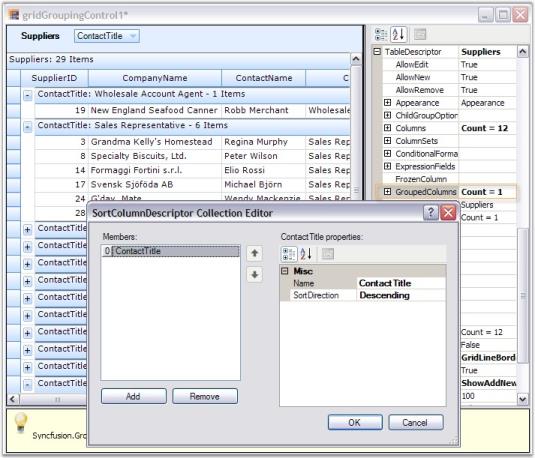 gridGroupingControl1*
Suppliers ContactTitle
Suppliers: 29 Items
SupplierID CompanyName ContactName C
ContactTitle: Wholesale Account Agent - 1 Items
19 New England Seafood Canner Robb Merchant Wholesale
ContactTitle: Sales Representative - 6 Items
3 Grandma Kelly's Homestead Regina Murphy Sales Rep
8 Specialty Biscuits, Ltd. Peter Wilson Sales Rep
14 Formaggi Fortini s.r.l. Elio Rossi Sales Rep
17 Svensk Sjöföda AB Michael Björn Sales Rep
24 G'day, Mate Wendy Mackenzie Sales Rep
28
ContactTitle
ContactTitle
ContactTitle
ContactTitle
ContactTitle
ContactTitle
ContactTitle
ContactTitle
ContactTitle
TableDescriptor Suppliers
AllowEdit True
AllowNew True
AllowRemove True
Appearance Appearance
ChildGroupOption
Columns Count = 12
ColumnSets
ConditionalForma
ExpressionFields
FrozenColumn
GroupedColumns Count = 1
Suppliers
Count = 1
Count = 12
False
GridLineBord
True
ShowAddNew
100
SortColumnDescriptor Collection Editor
Members:
0 ContactTitle
Add Remove
ContactTitle properties:
Misc
Name ContactTitle
SortDirection Descending
OK Cancel
Syncfusion.Gro